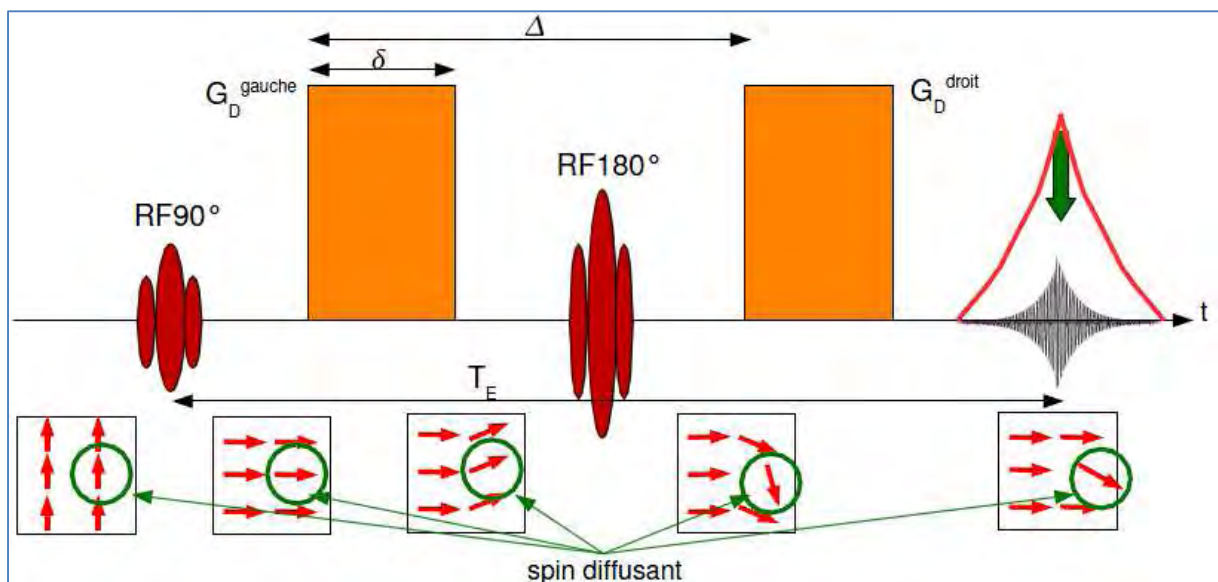 Δ
δ
G_D^gauche
G_D^droit
RF180°
RF90°
t
T_E
spin diffusant